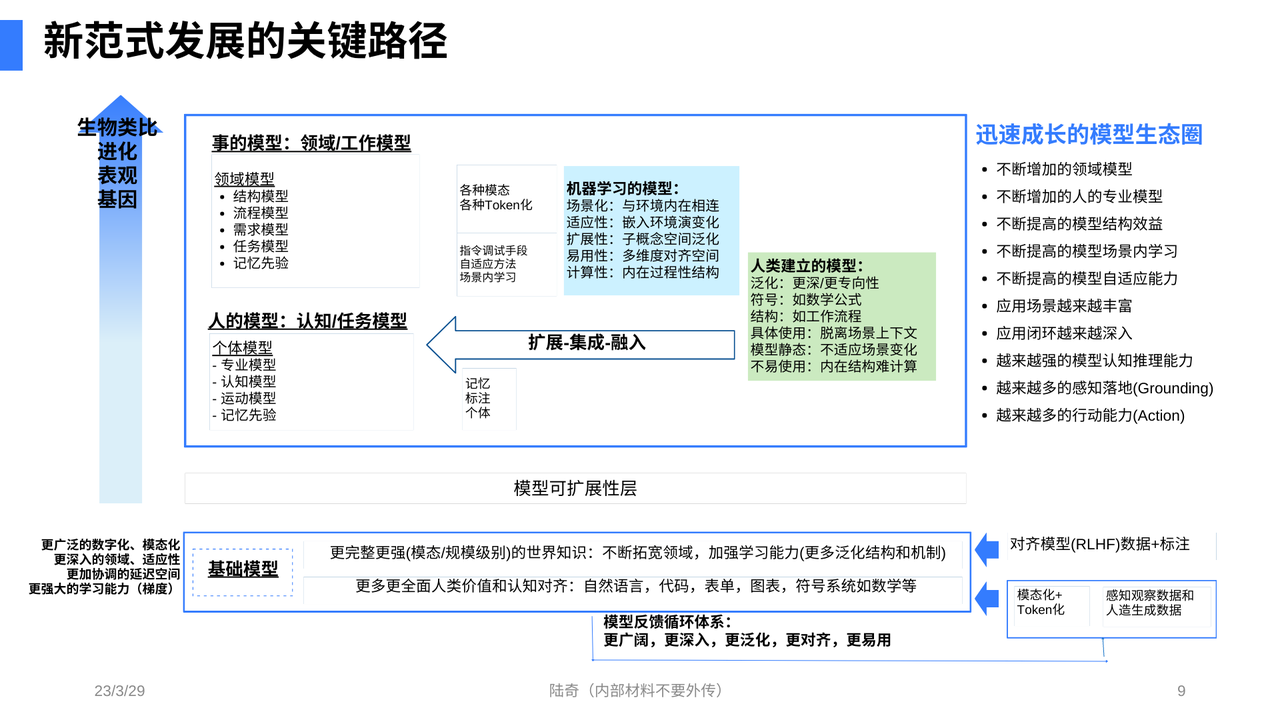 新范式发展的关键路径
生物类比
进化
表观
基因
事的模型：领域/工作模型
领域模型
• 结构模型
• 流程模型
• 需求模型
• 任务模型
• 记忆先验
各种模态
各种Token化
指令调试手段
自适应方法
场景内学习
机器学习的模型：
场景化：与环境内在相连
适应性：嵌入环境演变化
扩展性：子概念空间泛化
易用性：多维度对齐空间
计算性：内在过程性结构
人类建立的模型：
泛化：更深/更专向性
符号：如数学公式
结构：如工作流程
具体使用：脱离场景上下文
模型静态：不适应场景变化
不易使用：内在结构难计算
人的模型：认知/任务模型
个体模型
- 专业模型
- 认知模型
- 运动模型
- 记忆先验
扩展-集成-融入
记忆
标注
个体
迅速成长的模型生态圈
• 不断增加的领域模型
• 不断增加的人的专业模型
• 不断提高的模型结构效益
• 不断提高的模型场景内学习
• 不断提高的模型自适应能力
• 应用场景越来越丰富
• 应用闭环越来越深入
• 越来越强的模型认知推理能力
• 越来越多的感知落地(Grounding)
• 越来越多的行动能力(Action)
模型可扩展性层
更广泛的数字化、模态化
更深入的领域、适应性
更加协调的延迟空间
更强大的学习能力（梯度）
基础模型
更完整更强(模态/规模级别)的世界知识：不断拓宽领域，加强学习能力(更多泛化结构和机制)
更多更全面人类价值和认知对齐：自然语言，代码，表单，图表，符号系统如数学等
对齐模型(RLHF)数据+标注
模态化+
Token化
感知观察数据和
人造生成数据
模型反馈循环体系：
更广阔，更深入，更泛化，更对齐，更易用
23/3/29
陆奇（内部材料不要外传）
9